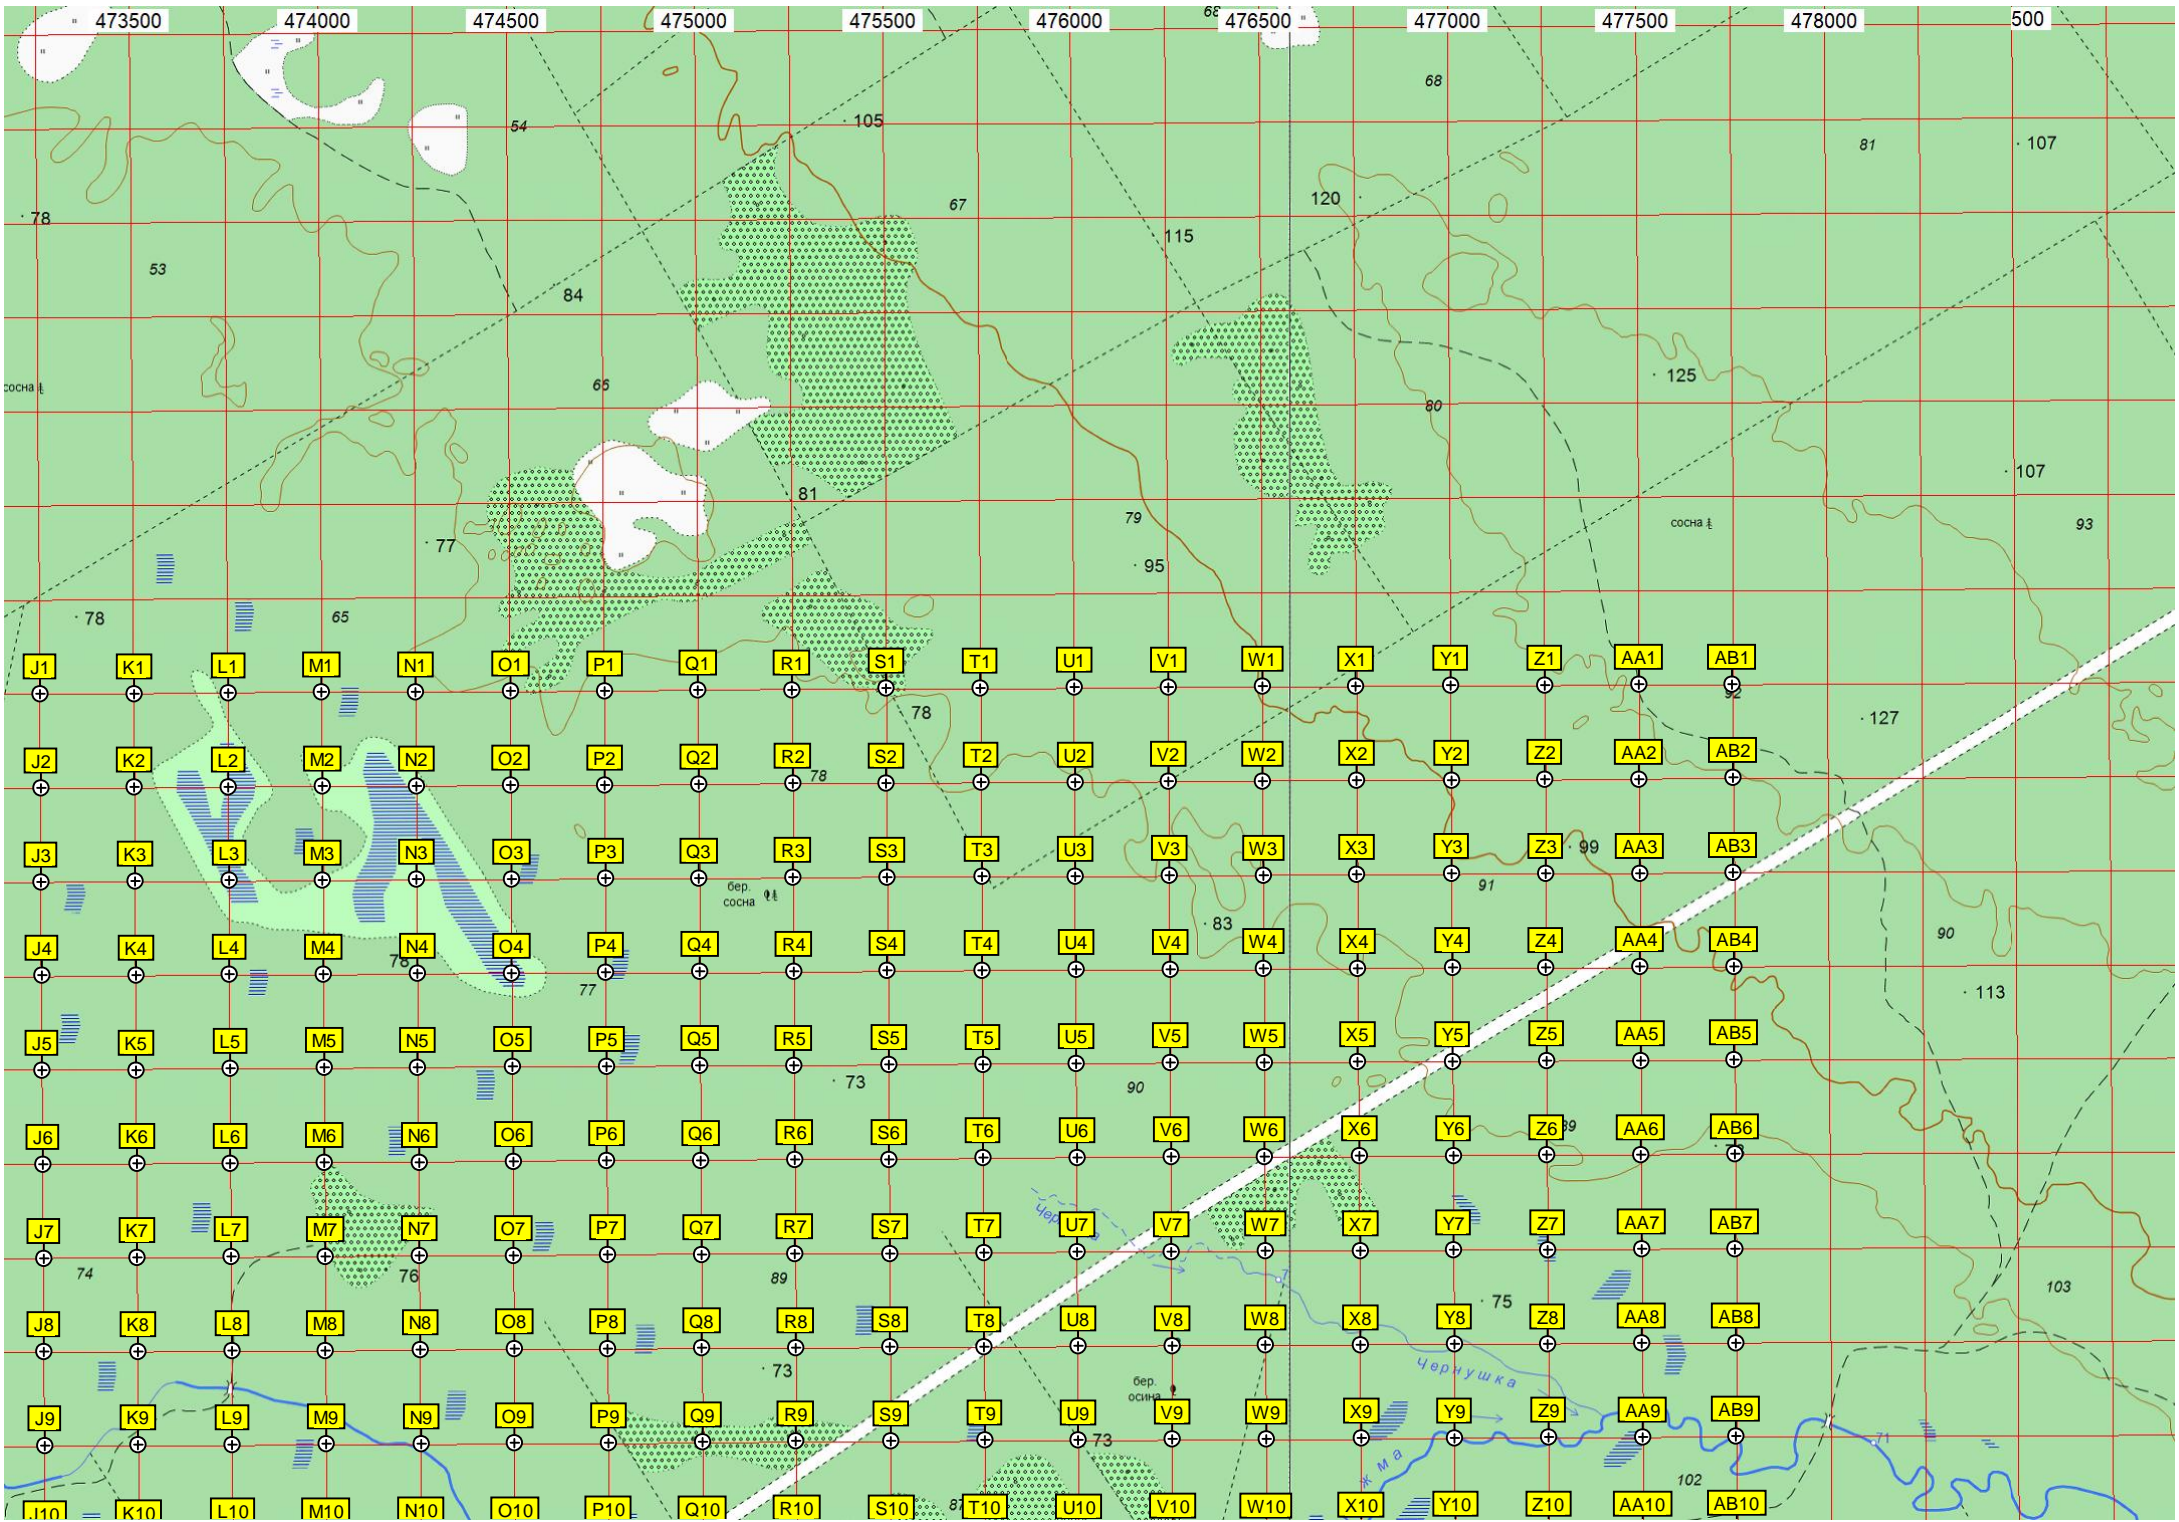 473500 474000 474500 475000 475500 476000 476500 477000 477500 478000 500
68
68
54 105 81 107
120
78 67 115
53
84
125
сосна 66 80
107
81
79 сосна 93
77
95
78 65
J1 K1 L1 M1 N1 O1 P1 Q1 R1 S1 T1 U1 V1 W1 X1 Y1 Z1 AA1 AB1
92
78 127
J2 K2 L2 M2 N2 O2 P2 Q2 R2 S2 T2 U2 V2 W2 X2 Y2 Z2 AA2 AB2
78
J3 K3 L3 M3 N3 O3 P3 Q3 R3 S3 T3 U3 V3 W3 X3 Y3 Z3 99 AA3 AB3
бер.
сосна
91
83
J4 K4 L4 M4 N4 O4 P4 Q4 R4 S4 T4 U4 V4 W4 X4 Y4 Z4 AA4 AB4 90
78
77 113
J5 K5 L5 M5 N5 O5 P5 Q5 R5 S5 T5 U5 V5 W5 X5 Y5 Z5 AA5 AB5
73 90
J6 K6 L6 M6 N6 O6 P6 Q6 R6 S6 T6 U6 V6 W6 X6 Y6 Z6 AA6 AB6
J7 K7 L7 M7 N7 O7 P7 Q7 R7 S7 T7 U7 V7 W7 X7 Y7 Z7 AA7 AB7
74 76 89 103
75
J8 K8 L8 M8 N8 O8 P8 Q8 R8 S8 T8 U8 V8 W8 X8 Y8 Z8 AA8 AB8
73 Чернушка
бер.
осина
J9 K9 L9 M9 N9 O9 P9 Q9 R9 S9 T9 U9 V9 W9 X9 Y9 Z9 AA9 AB9
73 71
жма 102
J10 K10 L10 M10 N10 O10 P10 Q10 R10 S10 87 T10 U10 V10 W10 X10 Y10 Z10 AA10 AB10